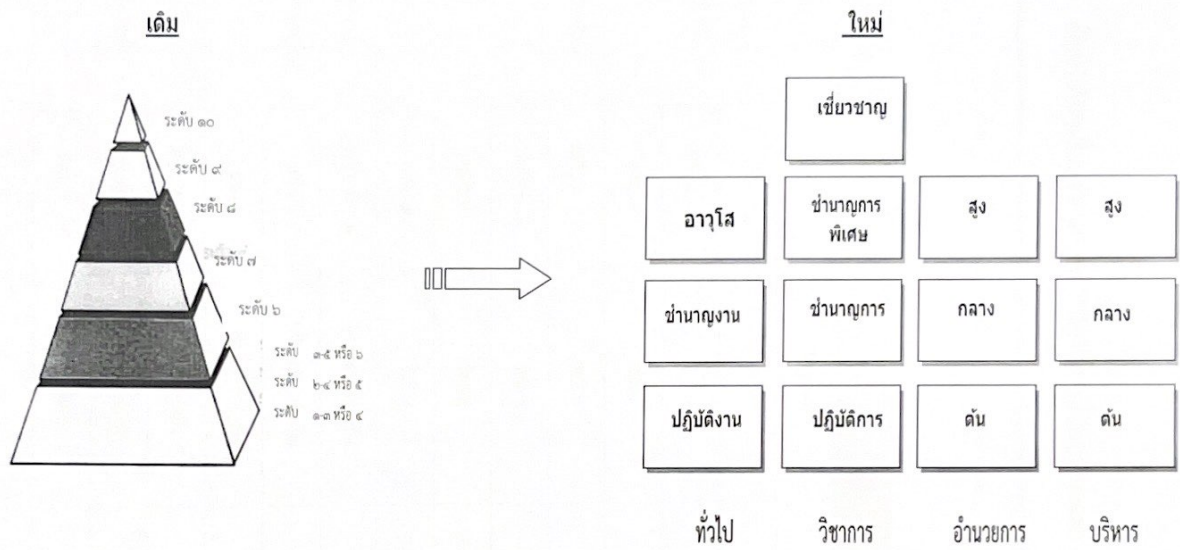 เดิม
ระดับ ๑๐
ระดับ ๙
ระดับ ๘
ระดับ ๗
ระดับ ๖
ระดับ ๓-๕ หรือ ๖
ระดับ ๒-๔ หรือ ๕
ระดับ ๑-๓ หรือ ๔
ใหม่
เชี่ยวชาญ
อาวุโส
ชำนาญการ
พิเศษ
สูง
สูง
ชำนาญงาน
ชำนาญการ
กลาง
กลาง
ปฏิบัติงาน
ปฏิบัติการ
ต้น
ต้น
ทั่วไป
วิชาการ
อำนวยการ
บริหาร